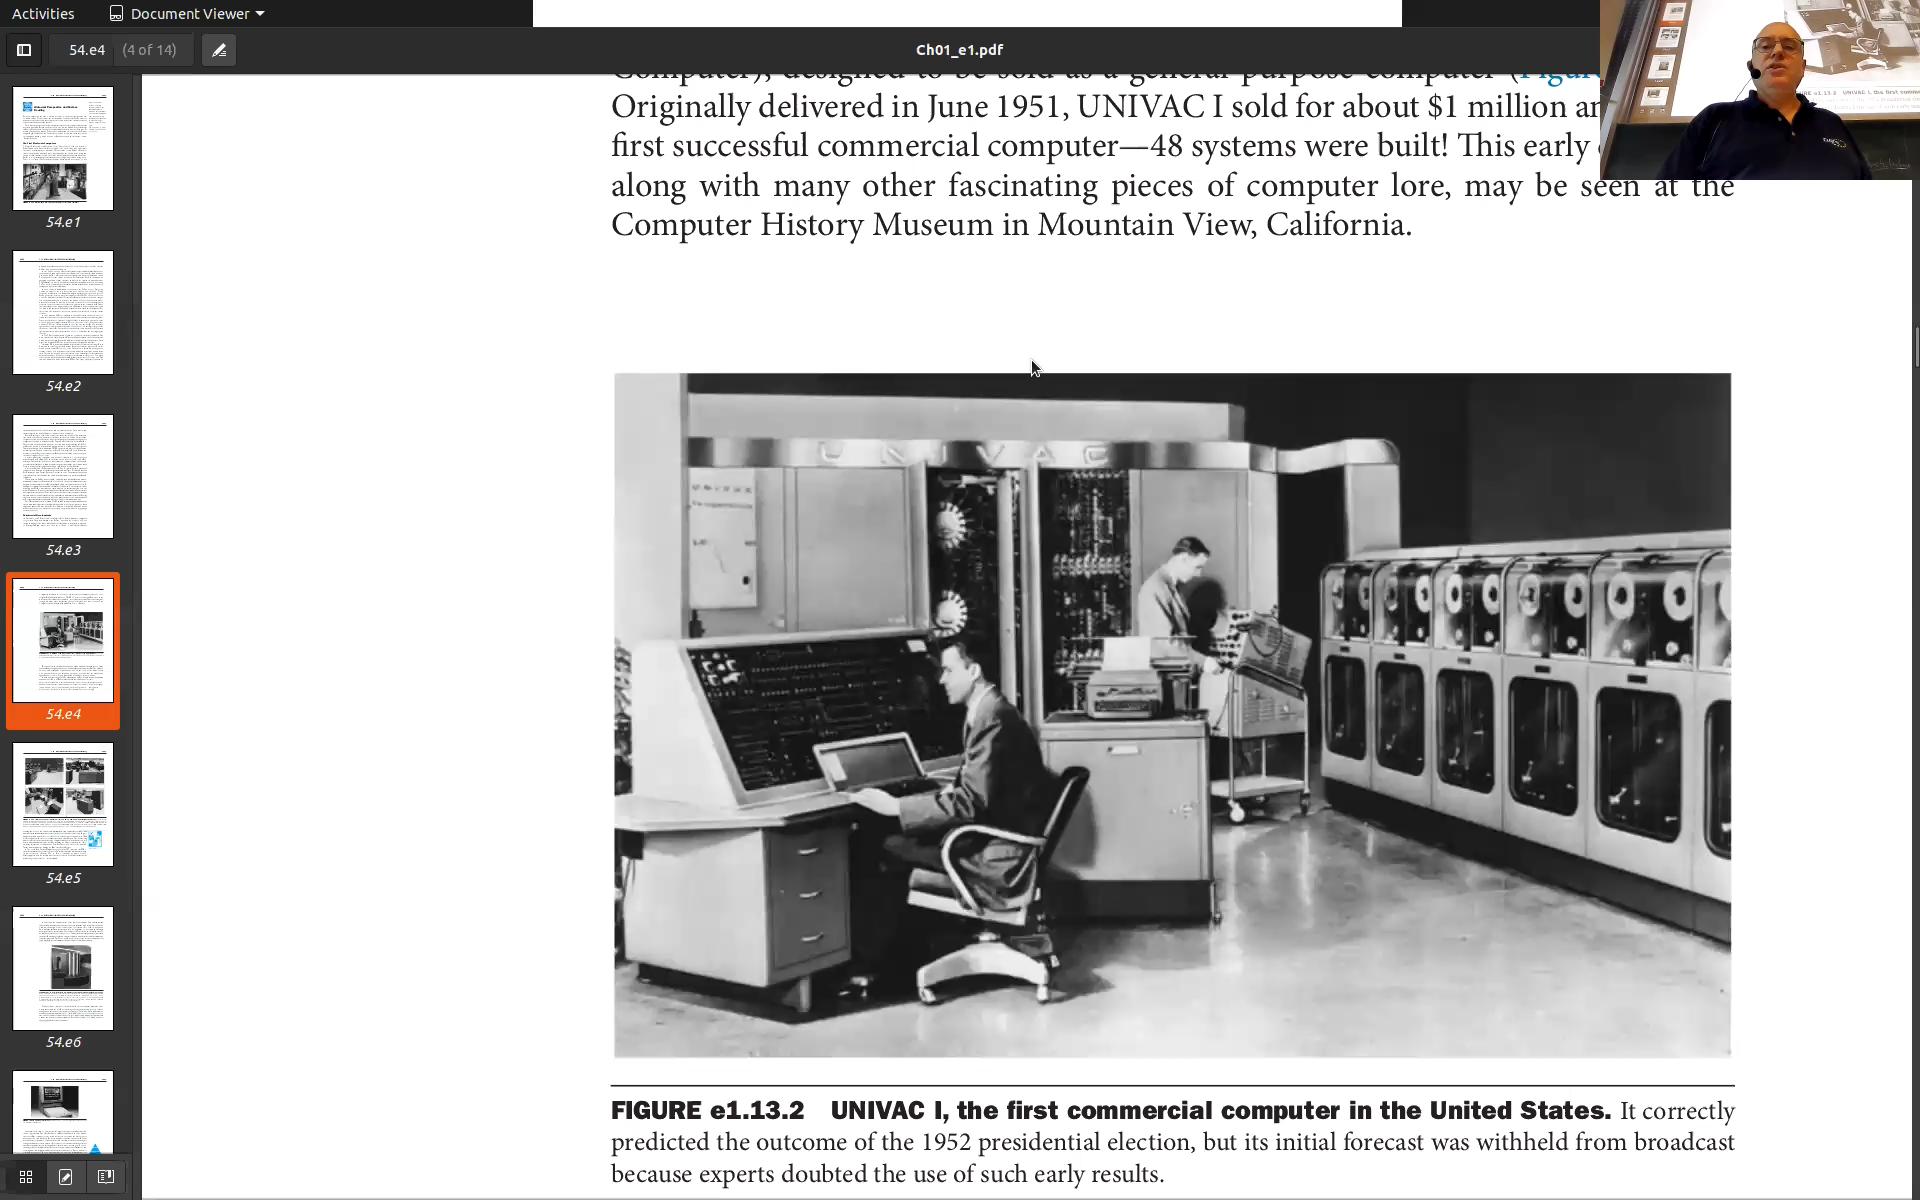 Activities
Document Viewer
54.e4 (4 of 14)
Ch01_e1.pdf
54.e1
54.e2
54.e3
54.e4
54.e5
54.e6
Computer), designed to be sold as a general-purpose computer (Figure
Originally delivered in June 1951, UNIVAC I sold for about $1 million an
first successful commercial computer—48 systems were built! This early
along with many other fascinating pieces of computer lore, may be seen at the
Computer History Museum in Mountain View, California.
UNIVAC
FIGURE e1.13.2 UNIVAC I, the first commercial computer in the United States. It correctly
predicted the outcome of the 1952 presidential election, but its initial forecast was withheld from broadcast
because experts doubted the use of such early results.